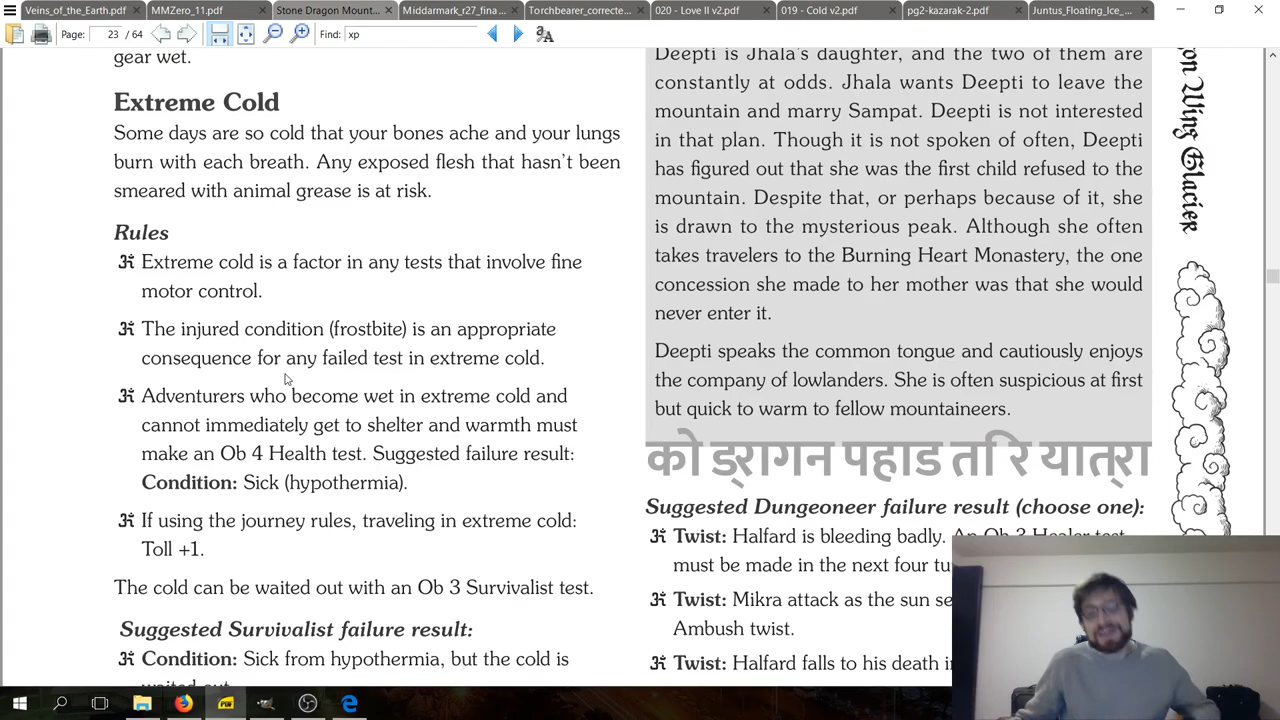 Veins_of_the_Earth.pdf
MMZero_11.pdf
Stone Dragon Mount...
Middarmark_r27_fina...
Torchbearer_correcte...
020 - Love II v2.pdf
019 - Cold v2.pdf
pg2-kazarak-2.pdf
Juntus_Floating_Ice_...
Page: 23 / 64
Find: xp
gear wet.
Extreme Cold
Some days are so cold that your bones ache and your lungs
burn with each breath. Any exposed flesh that hasn't been
smeared with animal grease is at risk.
Rules
ૐ Extreme cold is a factor in any tests that involve fine
motor control.
ૐ The injured condition (frostbite) is an appropriate
consequence for any failed test in extreme cold.
ૐ Adventurers who become wet in extreme cold and
cannot immediately get to shelter and warmth must
make an Ob 4 Health test. Suggested failure result:
Condition: Sick (hypothermia).
ૐ If using the journey rules, traveling in extreme cold:
Toll +1.
The cold can be waited out with an Ob 3 Survivalist test.
Suggested Survivalist failure result:
ૐ Condition: Sick from hypothermia, but the cold is
waited out.
Deepti is Jhala's daughter, and the two of them are
constantly at odds. Jhala wants Deepti to leave the
mountain and marry Sampat. Deepti is not interested
in that plan. Though it is not spoken of often, Deepti
has figured out that she was the first child refused to the
mountain. Despite that, or perhaps because of it, she
is drawn to the mysterious peak. Although she often
takes travelers to the Burning Heart Monastery, the one
concession she made to her mother was that she would
never enter it.
Deepti speaks the common tongue and cautiously enjoys
the company of lowlanders. She is often suspicious at first
but quick to warm to fellow mountaineers.
को ड्रागन पहाड तिर यात्रा
Suggested Dungeoneer failure result (choose one):
ૐ Twist: Halfard is bleeding badly. An Ob 3 Healer test
must be made in the next four tu
ૐ Twist: Mikra attack as the sun se
Ambush twist.
ૐ Twist: Halfard falls to his death i
on Wing Glacier